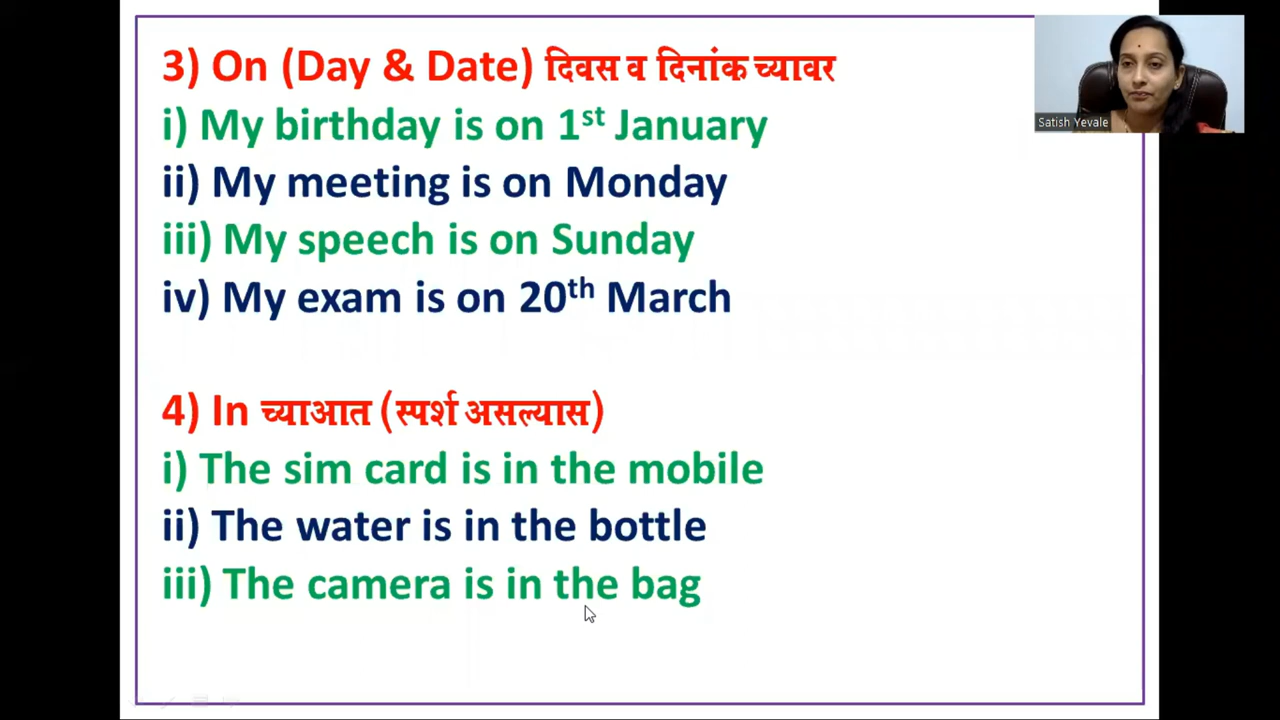 3) On (Day & Date) दिवस व दिनांक च्यावर
i) My birthday is on 1st January
ii) My meeting is on Monday
iii) My speech is on Sunday
iv) My exam is on 20th March
4) In च्याआत (स्पर्श असल्यास)
i) The sim card is in the mobile
ii) The water is in the bottle
iii) The camera is in the bag
Satish Yevale